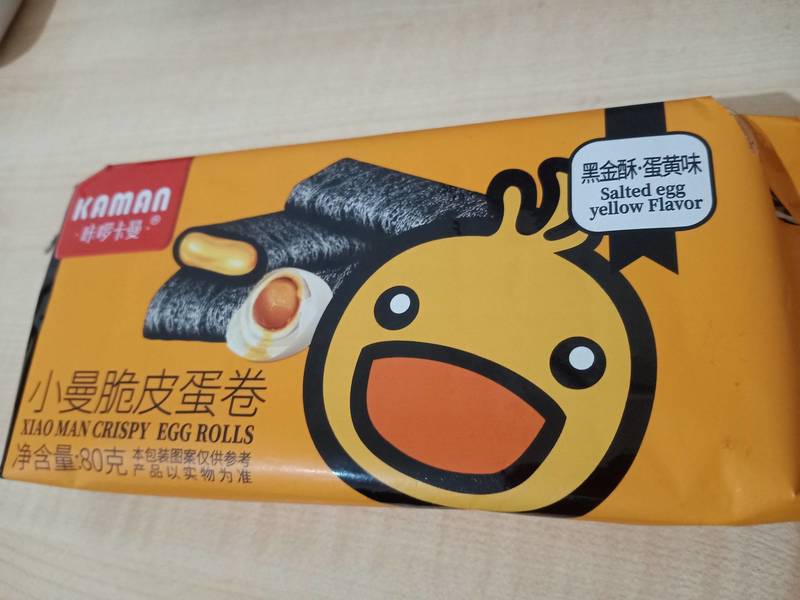 KAMAN
®
·咔啰卡曼·
黑金酥·蛋黄味
Salted egg
yellow Flavor
小曼脆皮蛋卷
XIAO MAN CRISPY EGG ROLLS
净含量:80克
本包装图案仅供参考
产品以实物为准